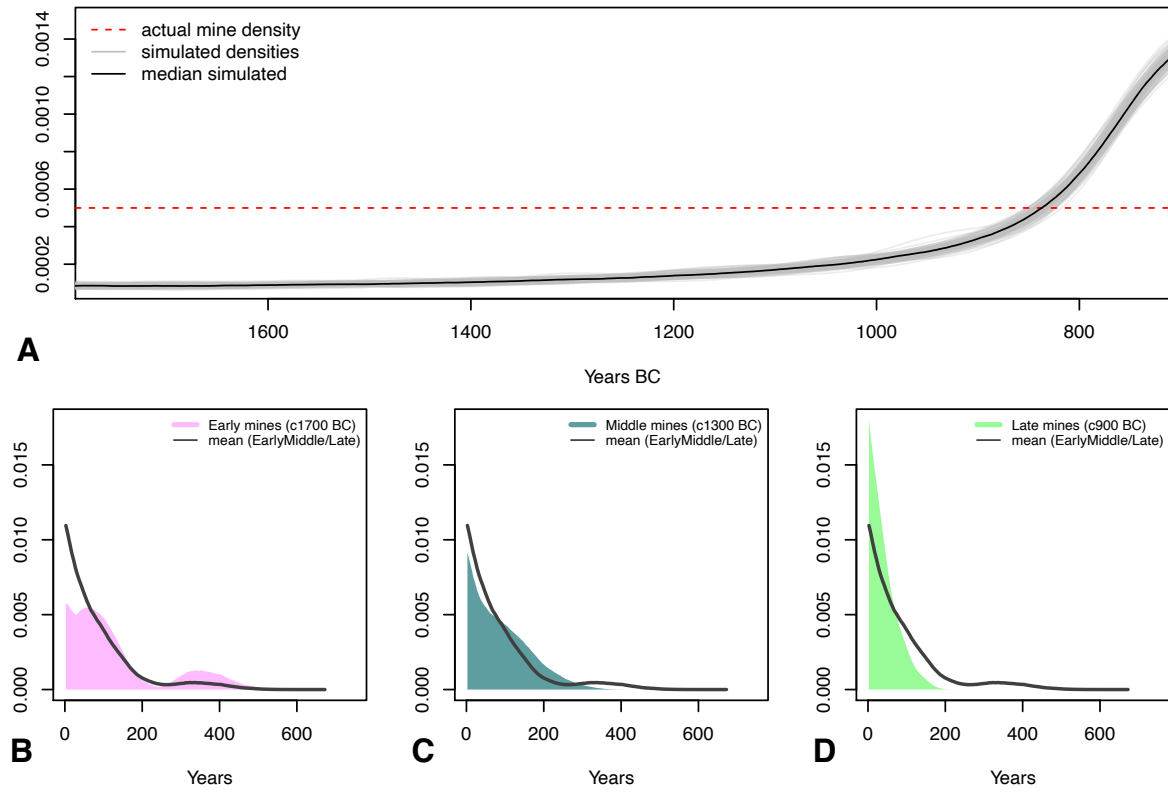 actual mine density
simulated densities
median simulated
0.0002 0.0006 0.0010 0.0014
1600 1400 1200 1000 800
A
Years BC
Early mines (c1700 BC)
mean (EarlyMiddle/Late)
0.000 0.005 0.010 0.015
0 200 400 600
B
Years
Middle mines (c1300 BC)
mean (EarlyMiddle/Late)
0.000 0.005 0.010 0.015
0 200 400 600
C
Years
Late mines (c900 BC)
mean (EarlyMiddle/Late)
0.000 0.005 0.010 0.015
0 200 400 600
D
Years